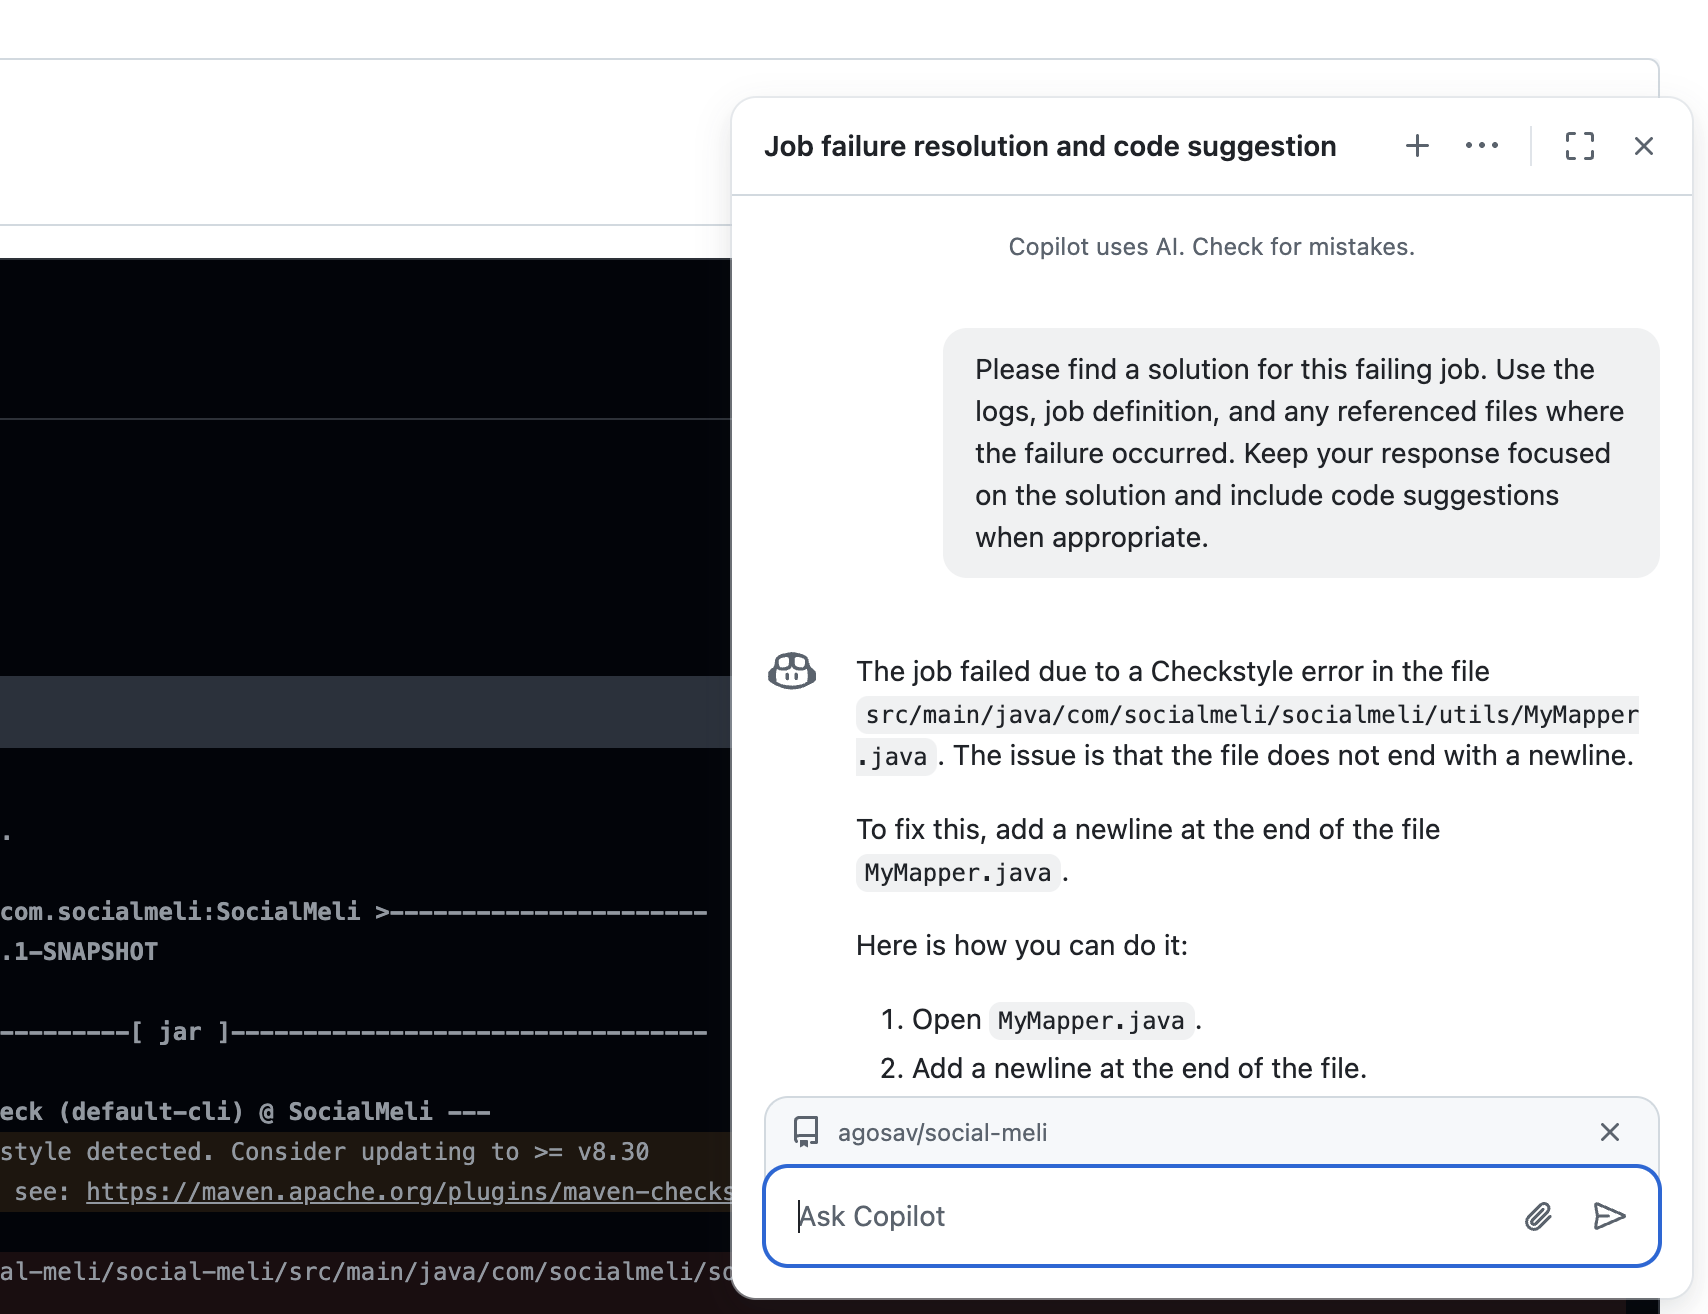 Job failure resolution and code suggestion
Copilot uses AI. Check for mistakes.
Please find a solution for this failing job. Use the
logs, job definition, and any referenced files where
the failure occurred. Keep your response focused
on the solution and include code suggestions
when appropriate.
The job failed due to a Checkstyle error in the file
src/main/java/com/socialmeli/socialmeli/utils/MyMapper
.java. The issue is that the file does not end with a newline.
To fix this, add a newline at the end of the file
MyMapper.java.
Here is how you can do it:
1. Open MyMapper.java.
2. Add a newline at the end of the file.
agosav/social-meli
Ask Copilot
.
com.socialmeli:SocialMeli >----------------------
.1-SNAPSHOT
---------[ jar ]---------------------------------
eck (default-cli) @ SocialMeli ---
style detected. Consider updating to >= v8.30
see: https://maven.apache.org/plugins/maven-checks
al-meli/social-meli/src/main/java/com/socialmeli/so